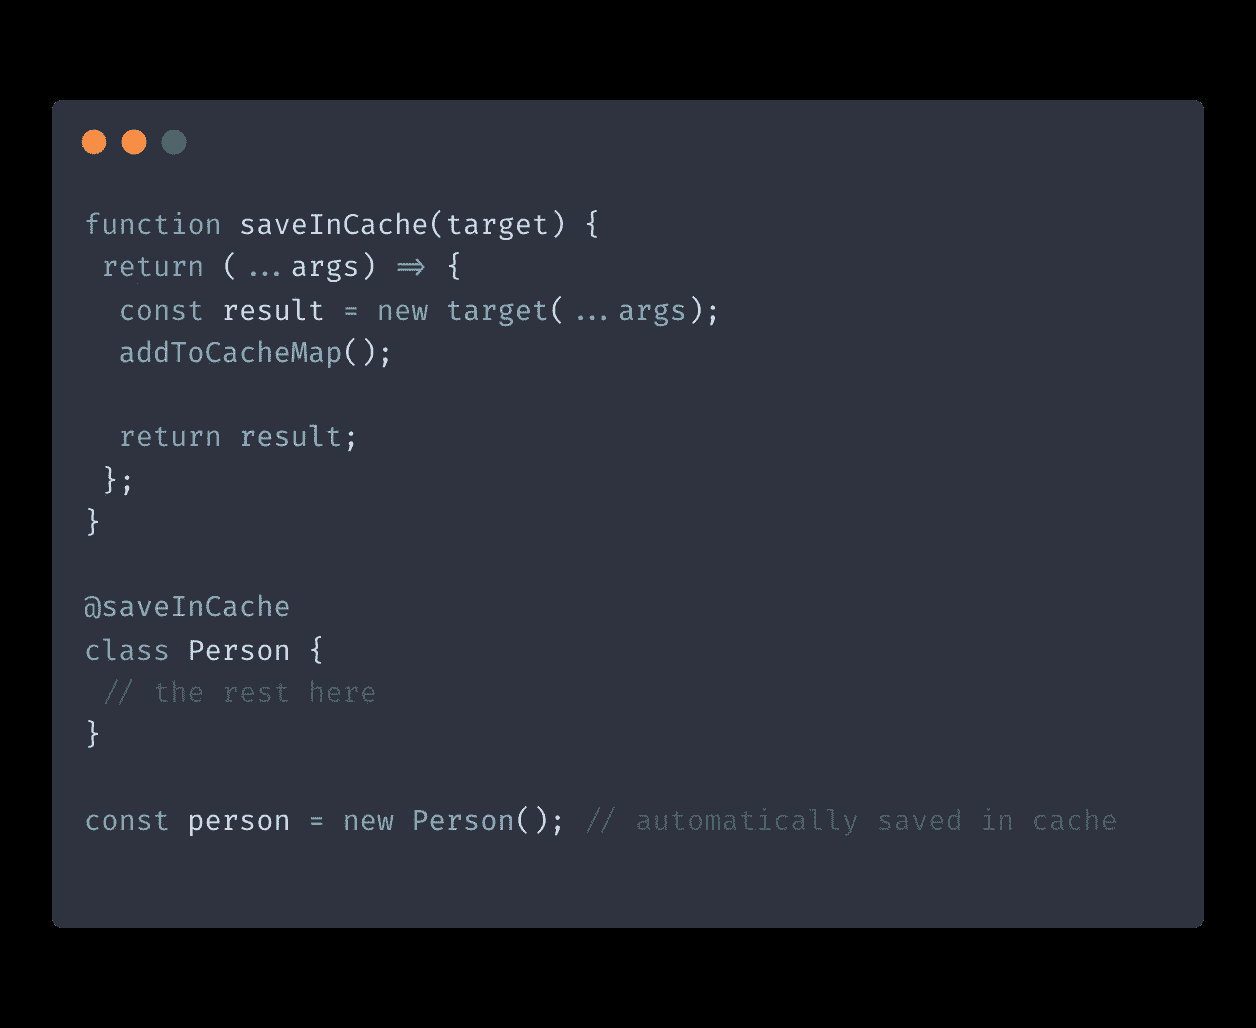 function saveInCache(target) {
 return (...args) => {
  const result = new target(...args);
  addToCacheMap();

  return result;
 };
}

@saveInCache
class Person {
 // the rest here
}

const person = new Person(); // automatically saved in cache